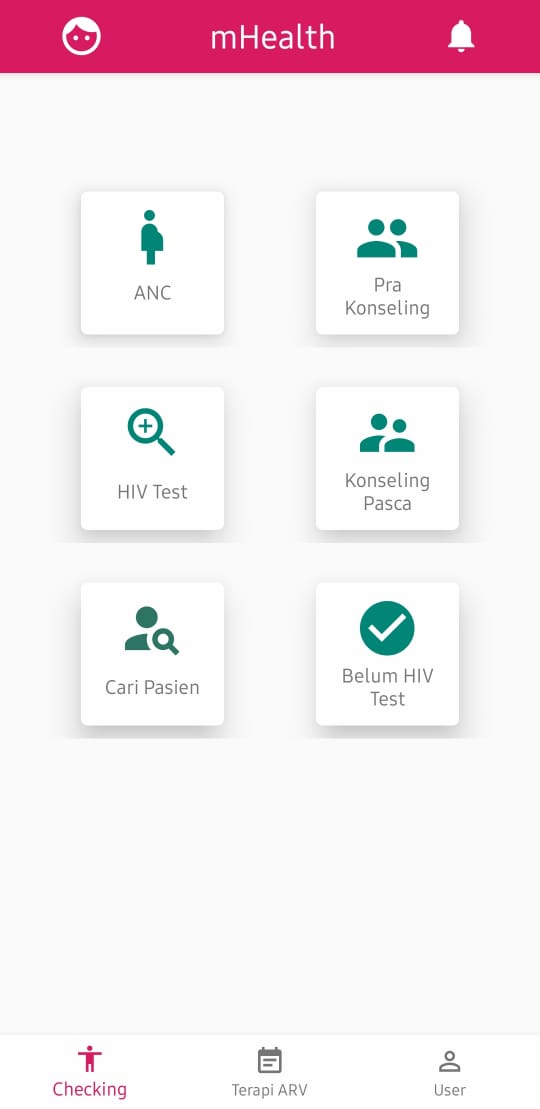 mHealth
ANC
Pra
Konseling
HIV Test
Konseling
Pasca
Cari Pasien
Belum HIV
Test
Checking
Terapi ARV
User